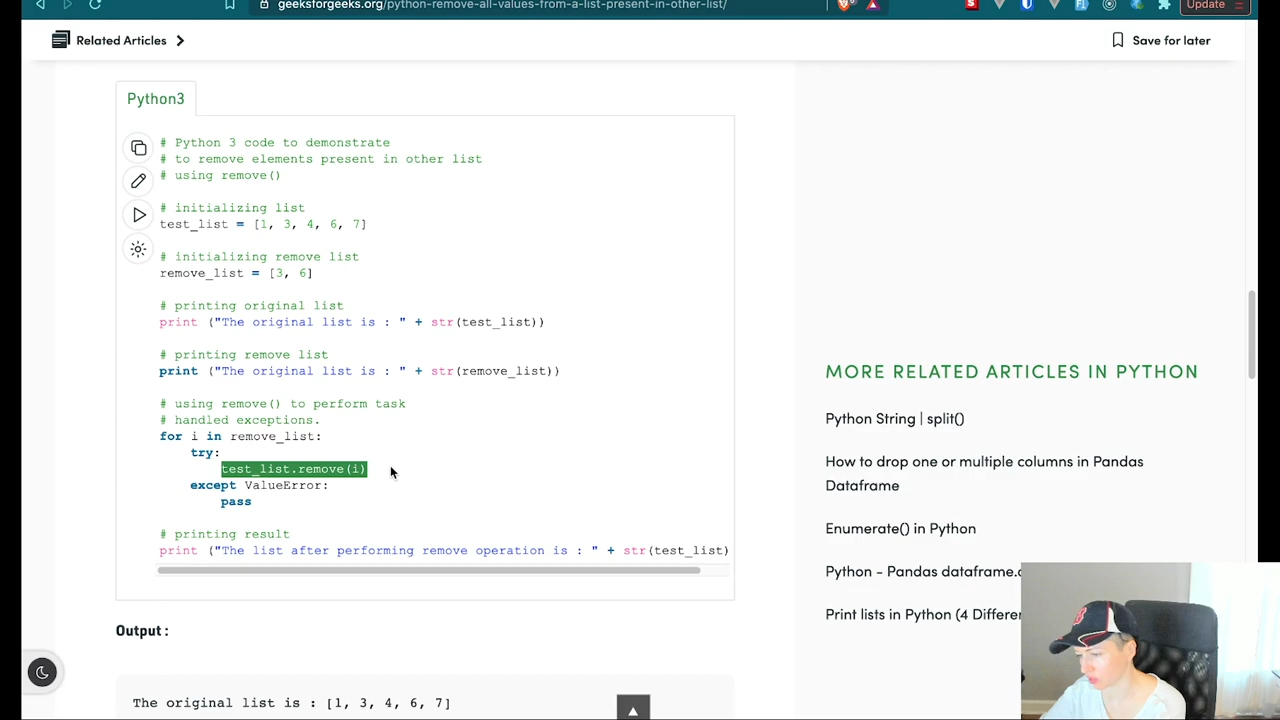 geeksforgeeks.org/python-remove-all-values-from-a-list-present-in-other-list/
Update
Related Articles
Save for later
Python3
# Python 3 code to demonstrate
# to remove elements present in other list
# using remove()
# initializing list
test_list = [1, 3, 4, 6, 7]
# initializing remove list
remove_list = [3, 6]
# printing original list
print ("The original list is : " + str(test_list))
# printing remove list
print ("The original list is : " + str(remove_list))
# using remove() to perform task
# handled exceptions.
for i in remove_list:
try:
test_list.remove(i)
except ValueError:
pass
# printing result
print ("The list after performing remove operation is : " + str(test_list)
Output :
The original list is : [1, 3, 4, 6, 7]
MORE RELATED ARTICLES IN PYTHON
Python String | split()
How to drop one or multiple columns in Pandas
Dataframe
Enumerate() in Python
Python - Pandas dataframe.
Print lists in Python (4 Differen